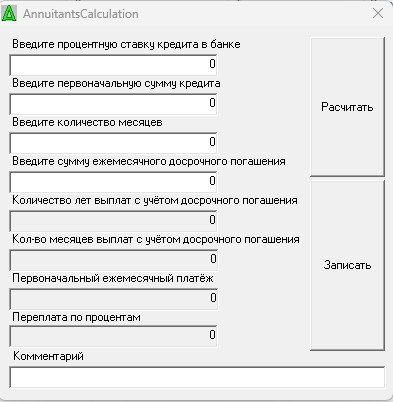 AnnuitantsCalculation
Введите процентную ставку кредита в банке
0
Введите первоначальную сумму кредита
0
Введите количество месяцев
0
Введите сумму ежемесячного досрочного погашения
0
Количество лет выплат с учётом досрочного погашения
0
Кол-во месяцев выплат с учётом досрочного погашения
0
Первоначальный ежемесячный платёж
0
Переплата по процентам
0
Комментарий
Расчитать
Записать